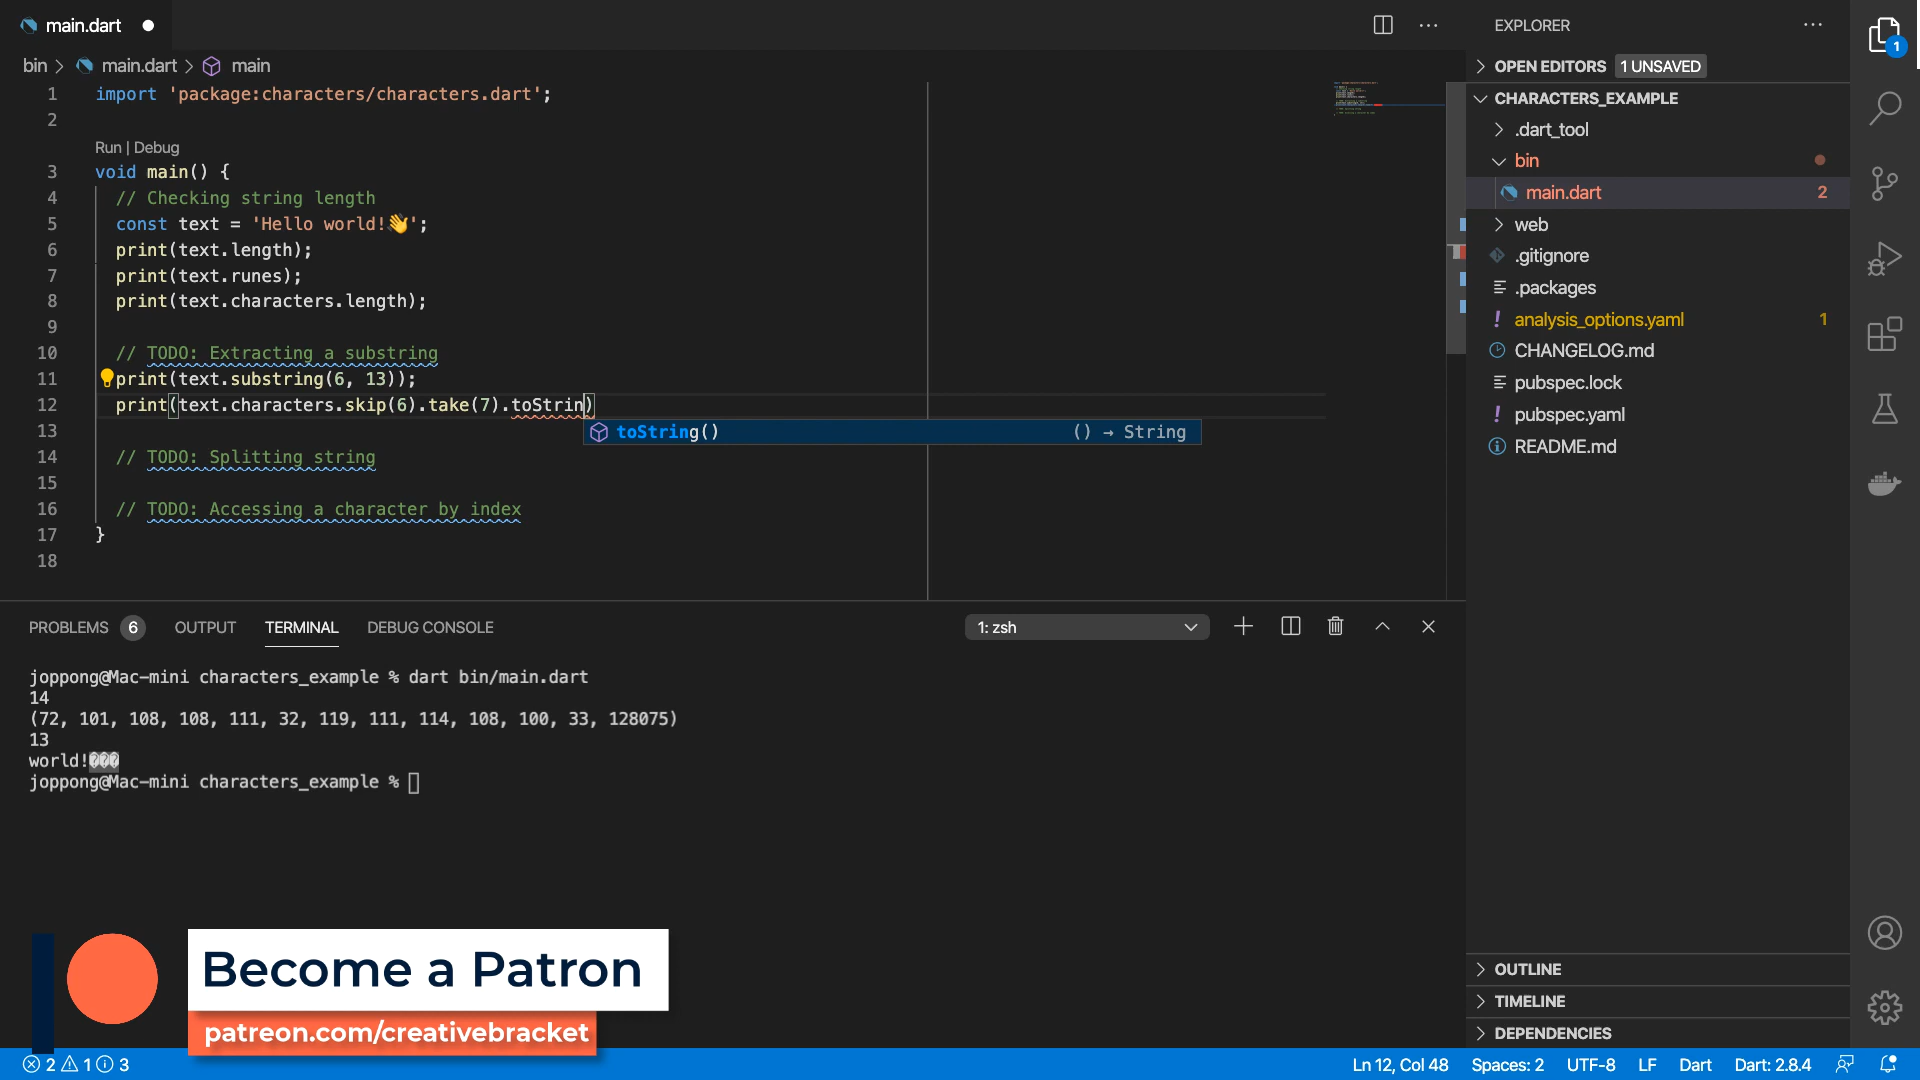 main.dart
bin > main.dart > main
1 import 'package:characters/characters.dart';
2
Run | Debug
3 void main() {
4 // Checking string length
5 const text = 'Hello world!👋';
6 print(text.length);
7 print(text.runes);
8 print(text.characters.length);
9
10 // TODO: Extracting a substring
11 print(text.substring(6, 13));
12 print(text.characters.skip(6).take(7).toStrin)
toString() () → String
13
14 // TODO: Splitting string
15
16 // TODO: Accessing a character by index
17 }
18
PROBLEMS 6 OUTPUT TERMINAL DEBUG CONSOLE 1: zsh
joppong@Mac-mini characters_example % dart bin/main.dart
14
(72, 101, 108, 108, 111, 32, 119, 111, 114, 108, 100, 33, 128075)
13
world!���
joppong@Mac-mini characters_example %
EXPLORER
1
OPEN EDITORS 1 UNSAVED
CHARACTERS_EXAMPLE
.dart_tool
bin
main.dart 2
web
.gitignore
.packages
! analysis_options.yaml 1
CHANGELOG.md
pubspec.lock
! pubspec.yaml
README.md
OUTLINE
TIMELINE
DEPENDENCIES
Become a Patron
patreon.com/creativebracket
2 1 3 Ln 12, Col 48 Spaces: 2 UTF-8 LF Dart Dart: 2.8.4